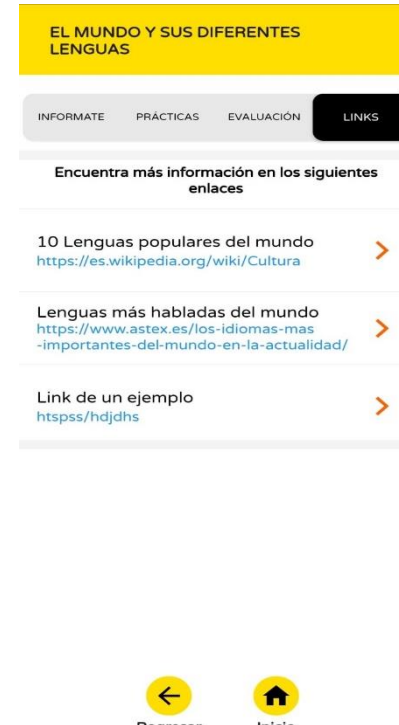 EL MUNDO Y SUS DIFERENTES
LENGUAS
INFORMATE PRÁCTICAS EVALUACIÓN LINKS
Encuentra más información en los siguientes
enlaces
10 Lenguas populares del mundo
https://es.wikipedia.org/wiki/Cultura
Lenguas más habladas del mundo
https://www.astex.es/los-idiomas-mas
-importantes-del-mundo-en-la-actualidad/
Link de un ejemplo
htspss/hdjdhs
Regresar Inicio